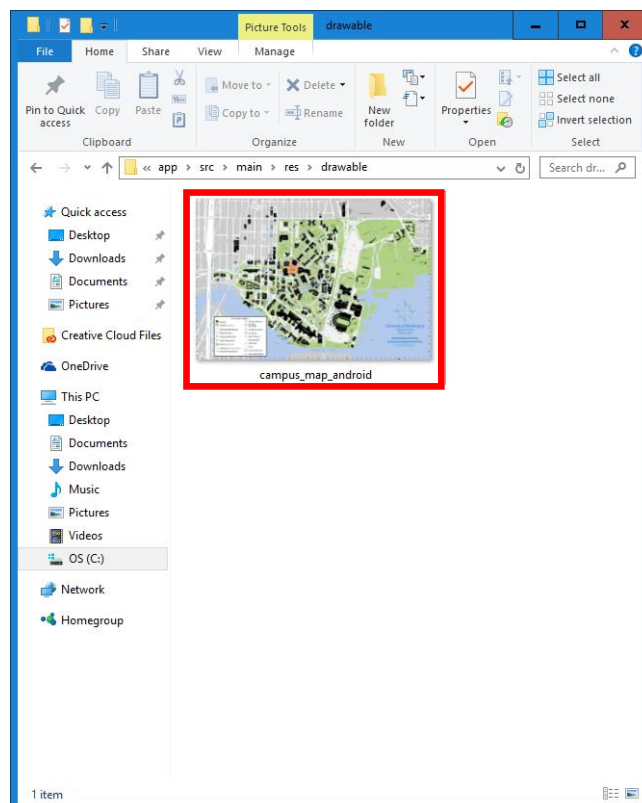 Picture Tools drawable
File Home Share View Manage
Pin to Quick access
Copy
Paste
Move to
Copy to
Delete
Rename
New folder
Properties
Select all
Select none
Invert selection
Clipboard Organize New Open Select
« app > src > main > res > drawable
Search dr...
Quick access
Desktop
Downloads
Documents
Pictures
Creative Cloud Files
OneDrive
This PC
Desktop
Documents
Downloads
Music
Pictures
Videos
OS (C:)
Network
Homegroup
campus_map_android
1 item